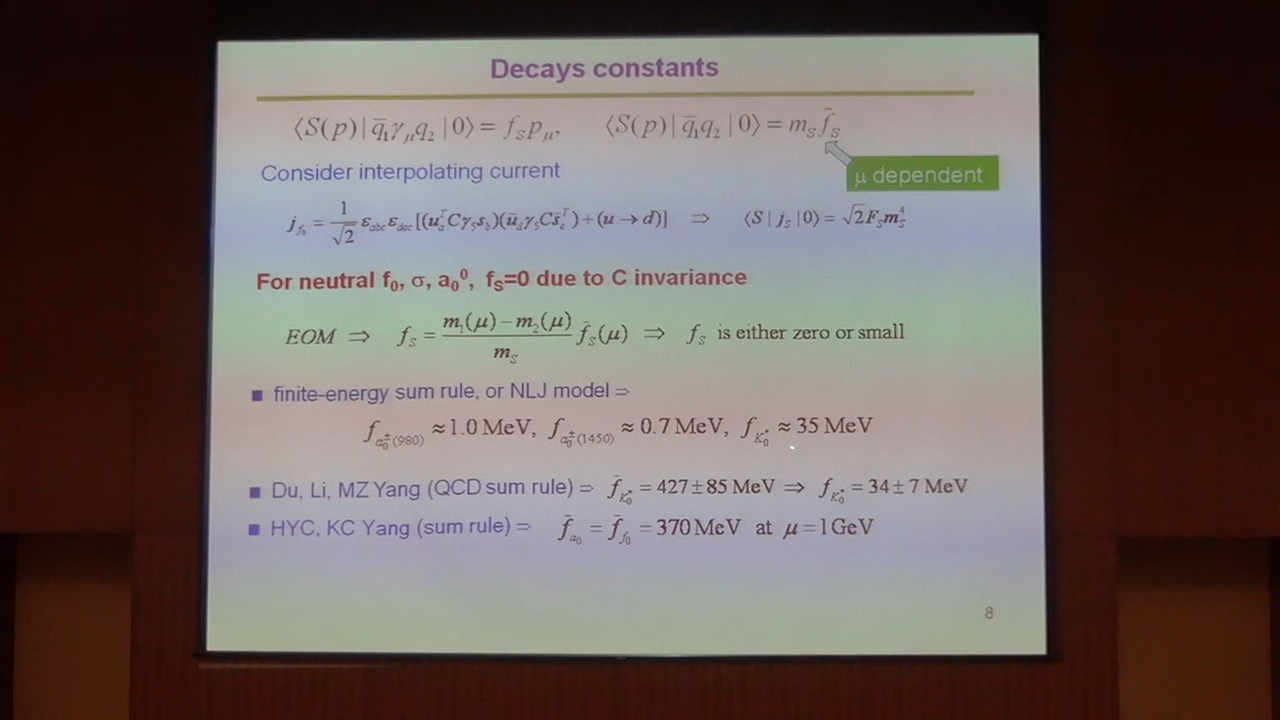 Decays constants
⟨S(p)|q̄₁γ_μq₂|0⟩ = f_S p_μ, ⟨S(p)|q̄₁q₂|0⟩ = m_S f̄_S
Consider interpolating current
μ dependent
j_{f₀} = 1/√2 ε_{abc}ε_{dec}[(u_a^T Cγ₅s_b)(ū_dγ₅Cs̄_e^T)+(u→d)] ⇒ ⟨S|j_S|0⟩ = √2F_S m_S^4
For neutral f₀, σ, a₀⁰, f_S=0 due to C invariance
EOM ⇒ f_S = (m₁(μ) − m₂(μ))/m_S f̄_S(μ) ⇒ f_S is either zero or small
■ finite-energy sum rule, or NLJ model ⇒
f_{a₀^±(980)} ≈ 1.0 MeV, f_{a₀^±(1450)} ≈ 0.7 MeV, f_{K₀^*} ≈ 35 MeV
■ Du, Li, MZ Yang (QCD sum rule) ⇒ f̄_{K₀^*} = 427±85 MeV ⇒ f_{K₀^*} = 34±7 MeV
■ HYC, KC Yang (sum rule) ⇒ f̄_{a₀} = f̄_{f₀} = 370 MeV at μ = 1 GeV
8